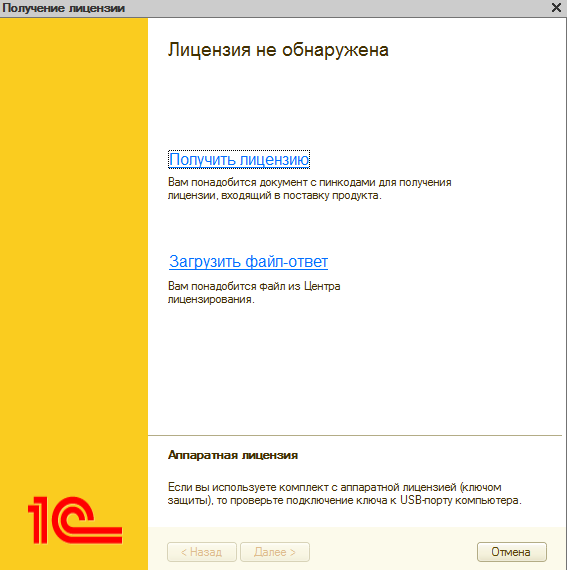 Получение лицензии
Лицензия не обнаружена
Получить лицензию
Вам понадобится документ с пинкодами для получения
лицензии, входящий в поставку продукта.
Загрузить файл-ответ
Вам понадобится файл из Центра
лицензирования.
Аппаратная лицензия
Если вы используете комплект с аппаратной лицензией (ключом
защиты), то проверьте подключение ключа к USB-порту компьютера.
1С
< Назад Далее > Отмена